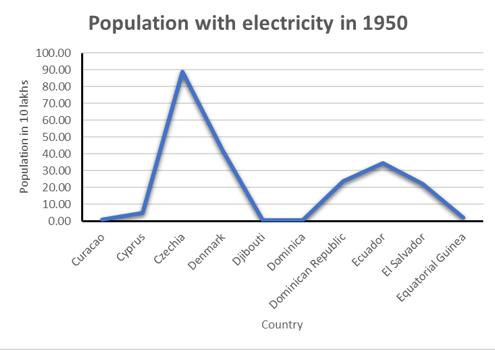 Population with electricity in 1950
Population in 10 lakhs
100.00
90.00
80.00
70.00
60.00
50.00
40.00
30.00
20.00
10.00
0.00
Curacao
Cyprus
Czechia
Denmark
Djibouti
Dominica
Dominican Republic
Ecuador
El Salvador
Equatorial Guinea
Country